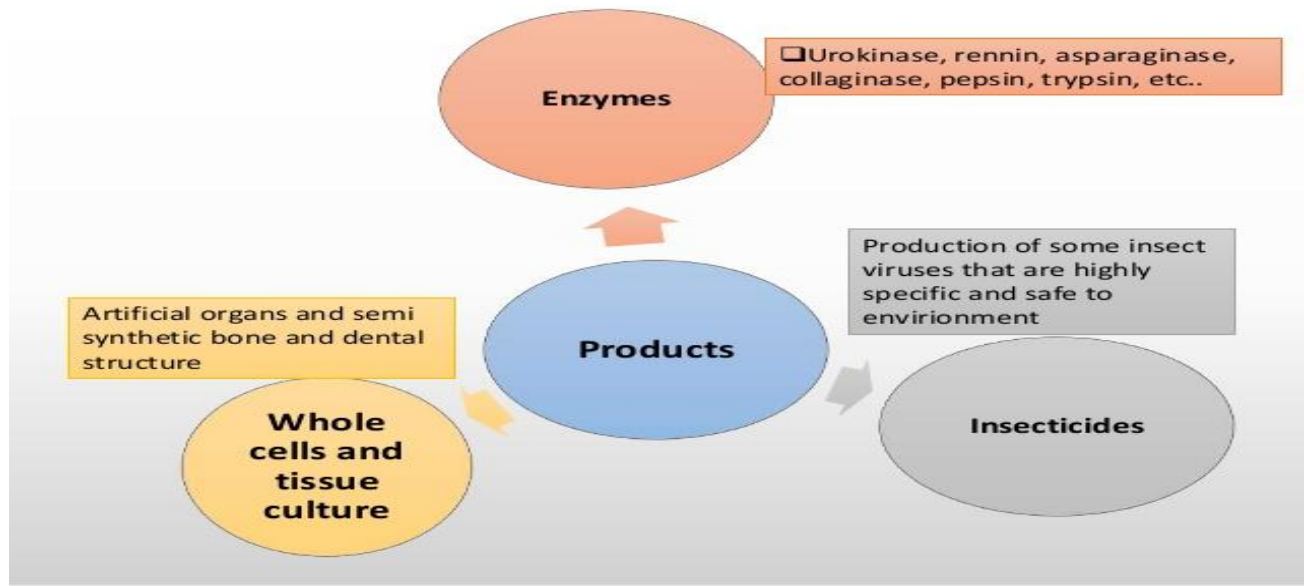 Enzymes
❑Urokinase, rennin, asparaginase,
collaginase, pepsin, trypsin, etc..
Production of some insect
viruses that are highly
specific and safe to
envirionment
Artificial organs and semi
synthetic bone and dental
structure
Products
Whole
cells and
tissue
culture
Insecticides